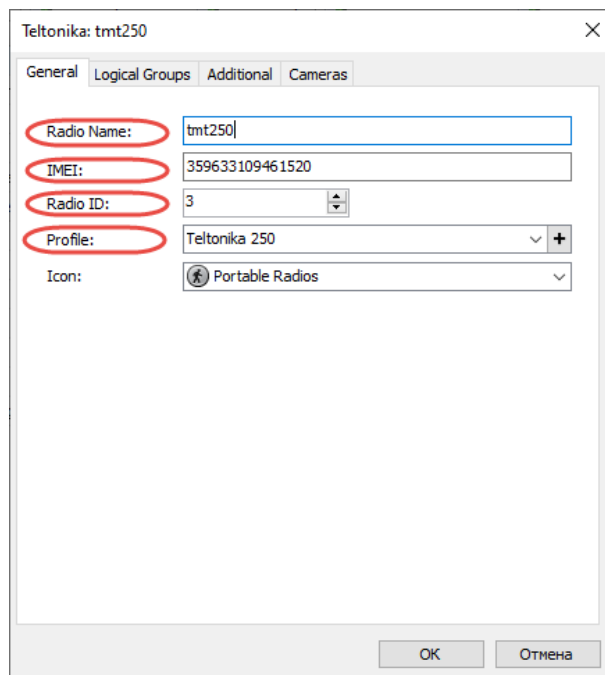 Teltonika: tmt250
General Logical Groups Additional Cameras
Radio Name: tmt250
IMEI: 359633109461520
Radio ID: 3
Profile: Teltonika 250 +
Icon: Portable Radios
OK Отмена